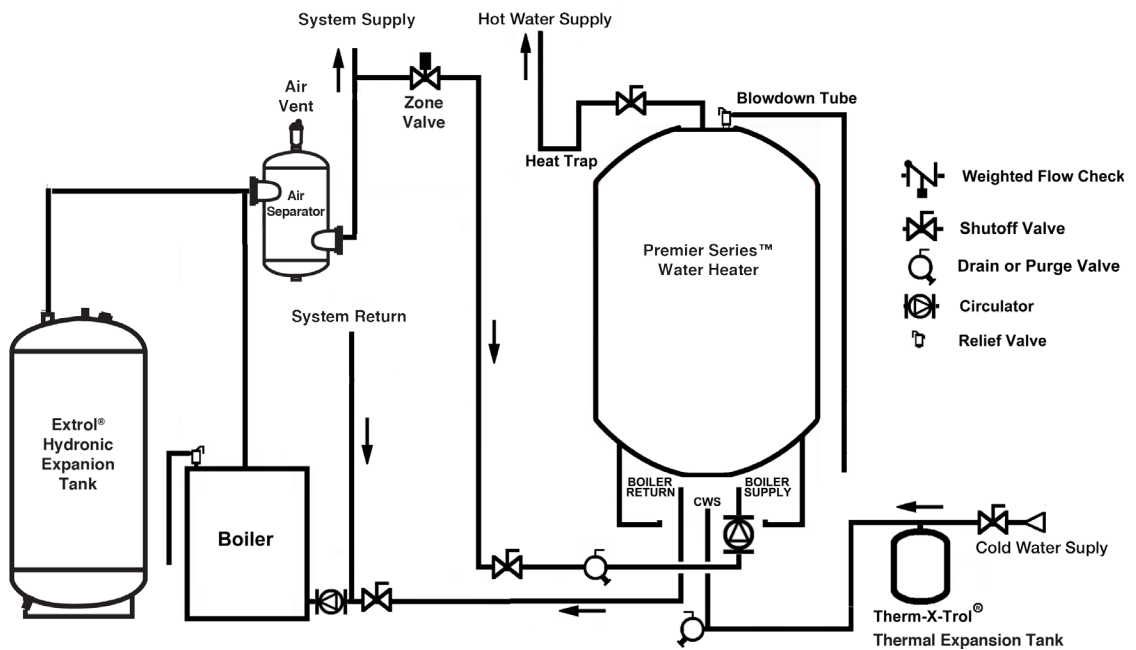 System Supply
Hot Water Supply
Air
Vent
Zone
Valve
Blowdown Tube
Heat Trap
Air
Separator
Weighted Flow Check
Shutoff Valve
Drain or Purge Valve
Circulator
Relief Valve
Premier Series™
Water Heater
System Return
Extrol®
Hydronic
Expanion
Tank
Boiler
BOILER
RETURN
CWS
BOILER
SUPPLY
Cold Water Suply
Therm-X-Trol®
Thermal Expansion Tank